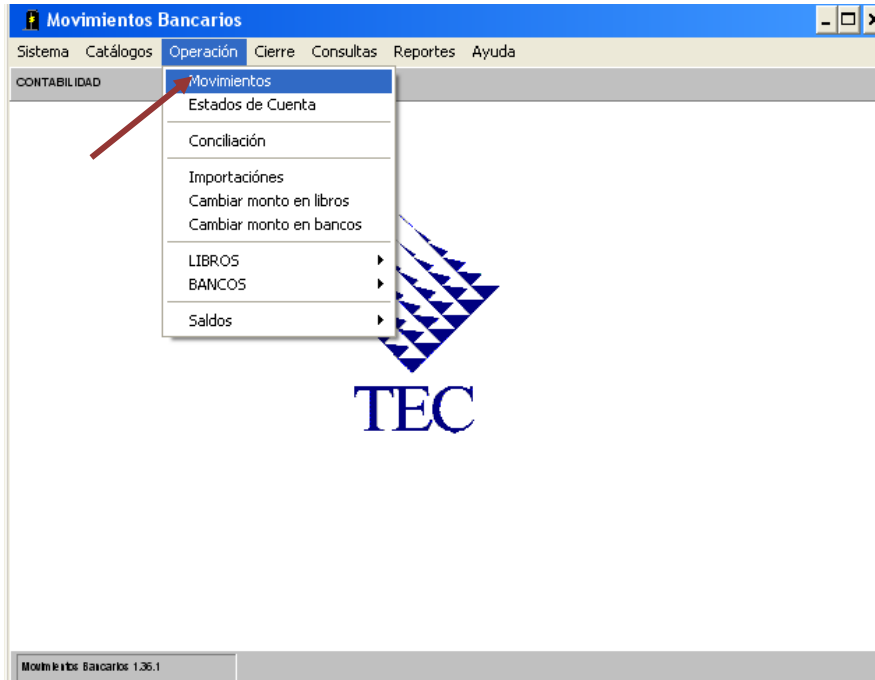 Movimientos Bancarios
Sistema Catálogos Operación Cierre Consultas Reportes Ayuda
CONTABILIDAD
Movimientos
Estados de Cuenta
Conciliación
Importaciónes
Cambiar monto en libros
Cambiar monto en bancos
LIBROS
BANCOS
Saldos
TEC
Movimientos Bancarios 1.36.1